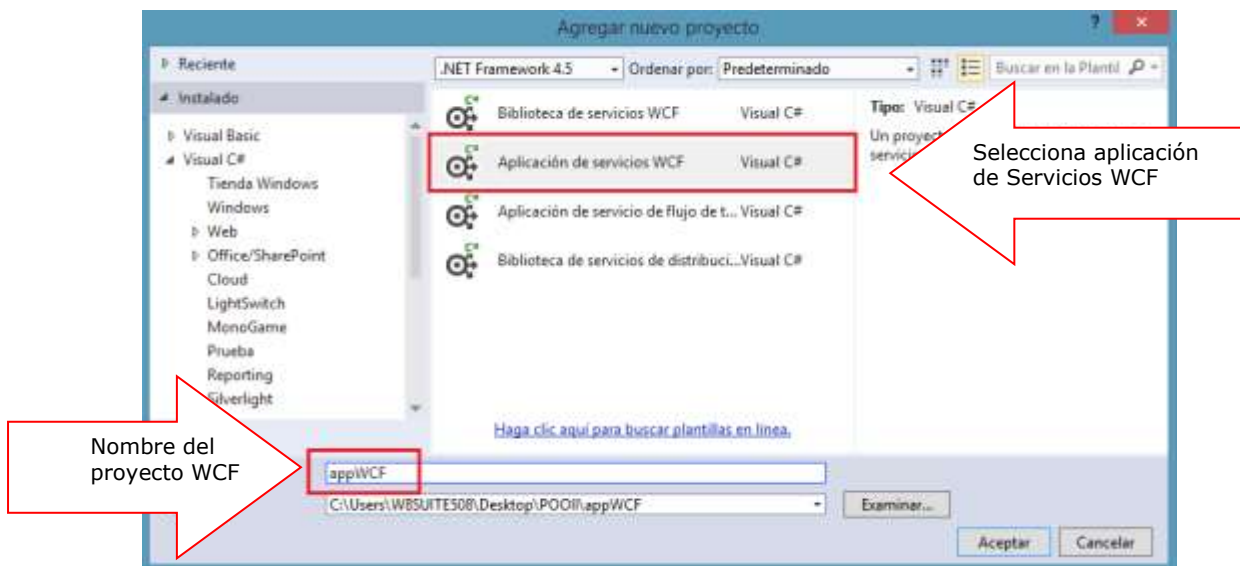 Agregar nuevo proyecto
?
Reciente
.NET Framework 4.5
Ordenar por: Predeterminado
Buscar en la Plantil
Instalado
Visual Basic
Visual C#
Tienda Windows
Windows
Web
Office/SharePoint
Cloud
LightSwitch
MonoGame
Prueba
Reporting
Silverlight
Biblioteca de servicios WCF Visual C#
Aplicación de servicios WCF Visual C#
Aplicación de servicio de flujo de t... Visual C#
Biblioteca de servicios de distribuci... Visual C#
Haga clic aquí para buscar plantillas en línea.
Tipo: Visual C#
Un proyect
Selecciona aplicación
de Servicios WCF
Nombre del
proyecto WCF
appWCF
C:\Users\W8SUITE508\Desktop\POOII\appWCF
Examinar...
Aceptar
Cancelar